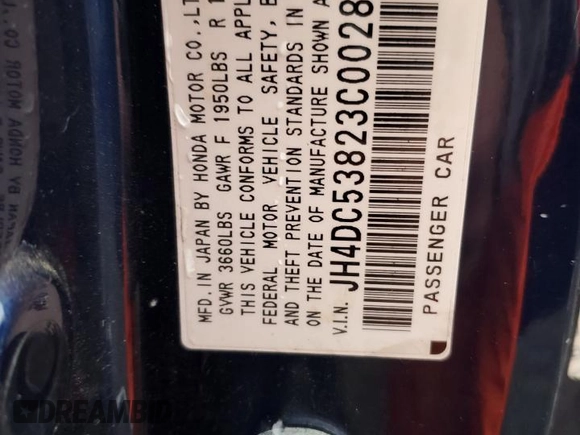 MFD.IN JAPAN BY HONDA MOTOR CO.,LT
GVWR 3660LBS GAWR F 1950LBS R 1
THIS VEHICLE CONFORMS TO ALL APPL
FEDERAL MOTOR VEHICLE SAFETY, B
AND THEFT PREVENTION STANDARDS IN
ON THE DATE OF MANUFACTURE SHOWN A
V.I.N. JH4DC53823C0028
PASSENGER CAR
DREAMBID